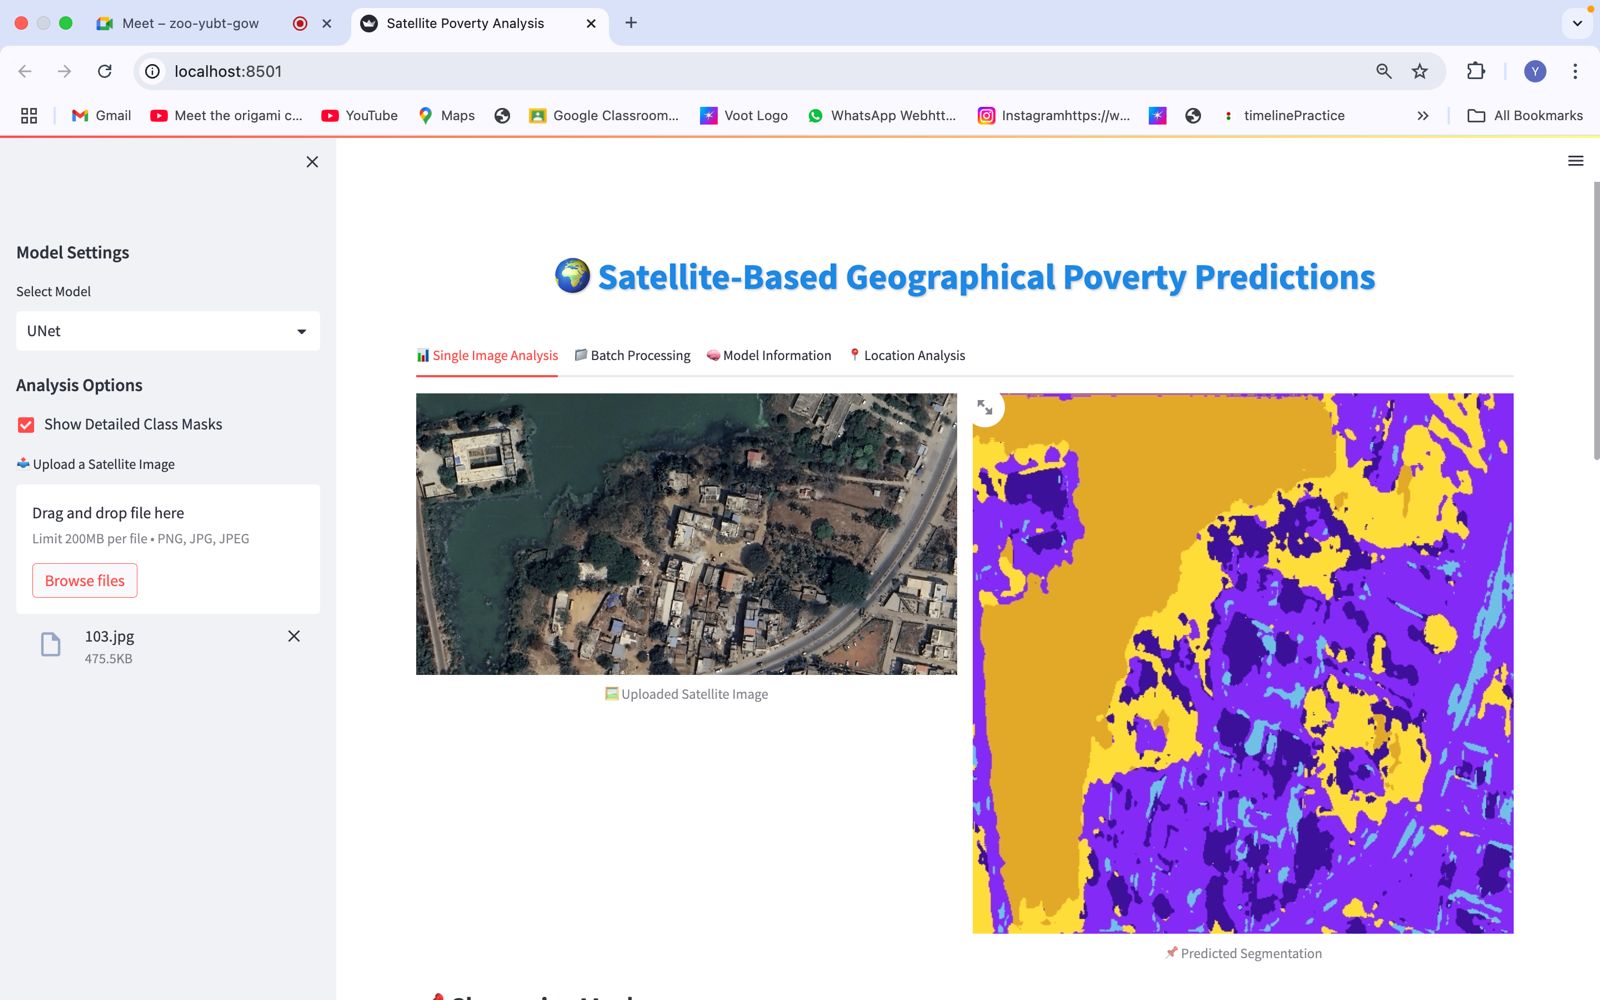 Meet – zoo-yubt-gow
Satellite Poverty Analysis
localhost:8501
Y
Gmail
Meet the origami c...
YouTube
Maps
Google Classroom...
Voot Logo
WhatsApp Webhtt...
Instagramhttps://w...
timelinePractice
All Bookmarks
Model Settings
Select Model
UNet
Analysis Options
Show Detailed Class Masks
Upload a Satellite Image
Drag and drop file here
Limit 200MB per file • PNG, JPG, JPEG
Browse files
103.jpg
475.5KB
Satellite-Based Geographical Poverty Predictions
Single Image Analysis
Batch Processing
Model Information
Location Analysis
Uploaded Satellite Image
Predicted Segmentation